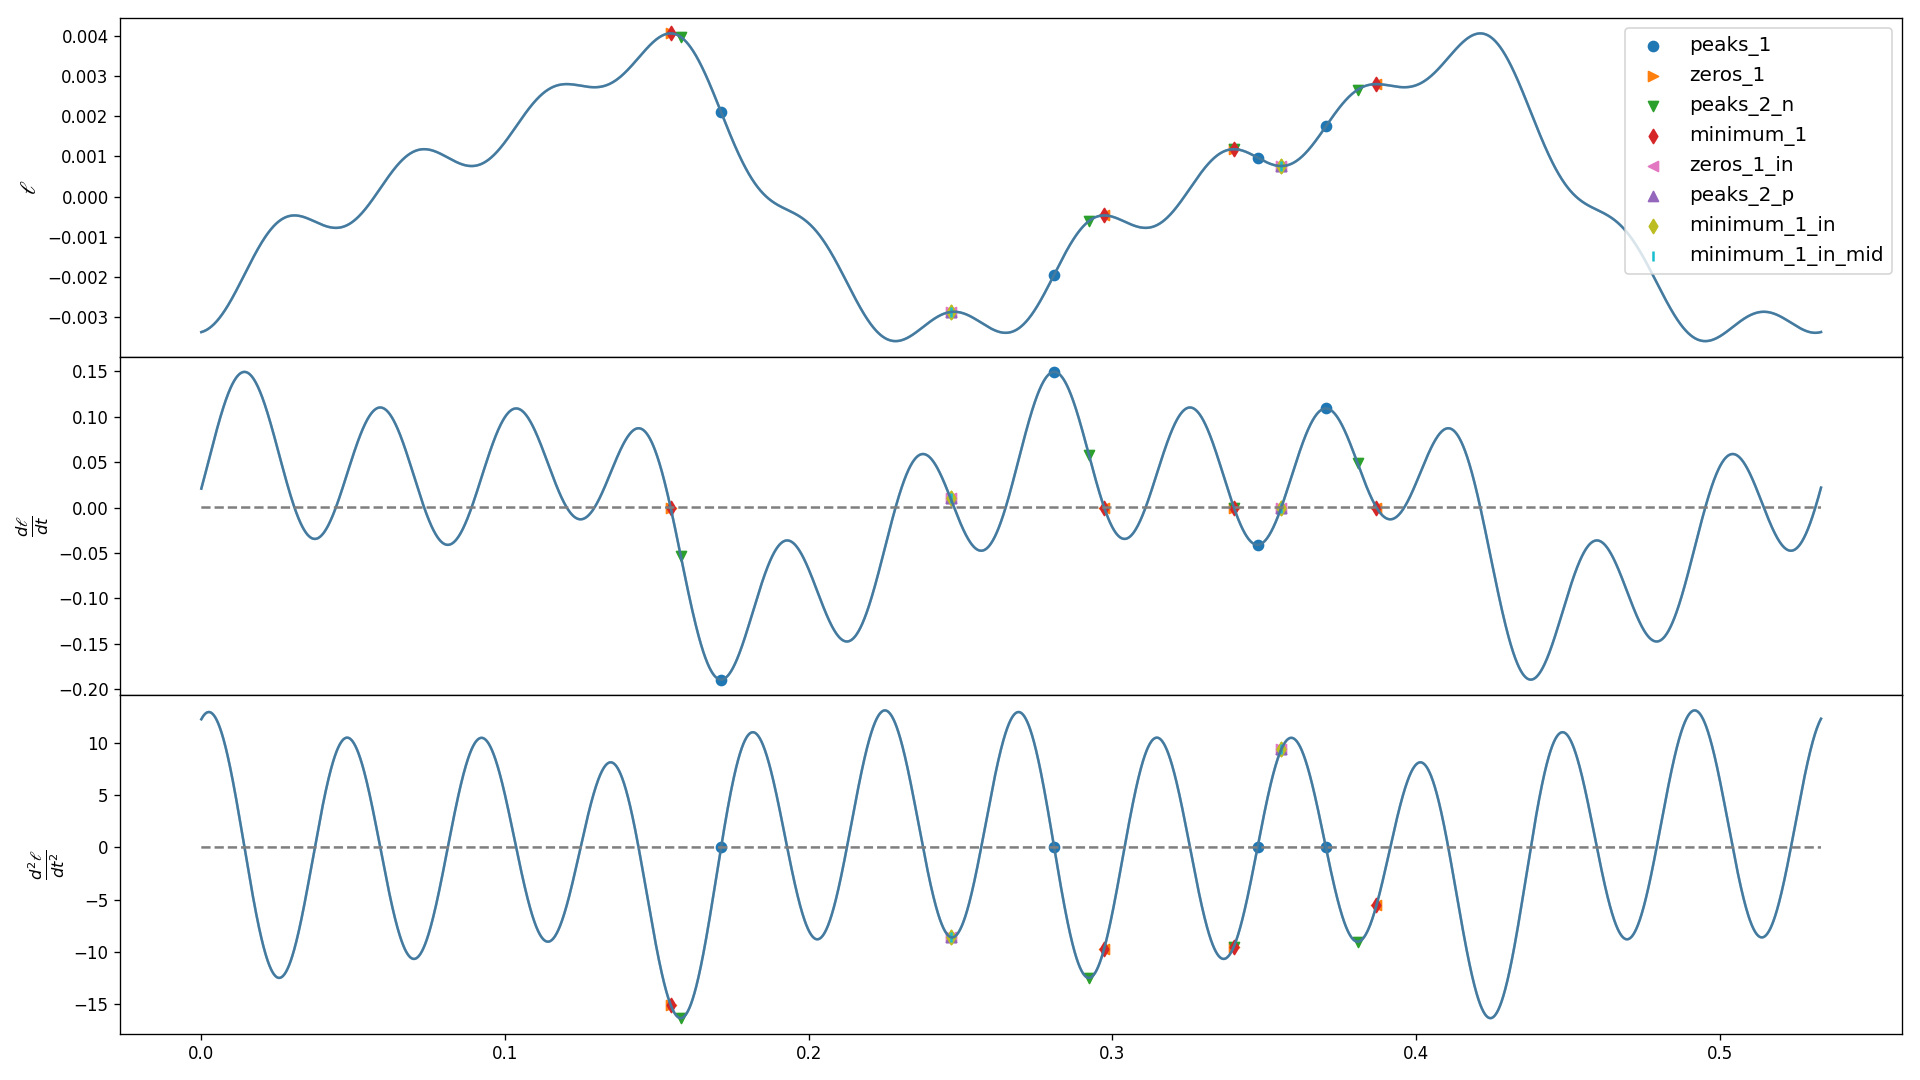 0.004
0.003
0.002
0.001
0.000
−0.001
−0.002
−0.003
ℓ
peaks_1
zeros_1
peaks_2_n
minimum_1
zeros_1_in
peaks_2_p
minimum_1_in
minimum_1_in_mid
0.15
0.10
0.05
0.00
−0.05
−0.10
−0.15
−0.20
dℓ
dt
10
5
0
−5
−10
−15
d²ℓ
dt²
0.0 0.1 0.2 0.3 0.4 0.5